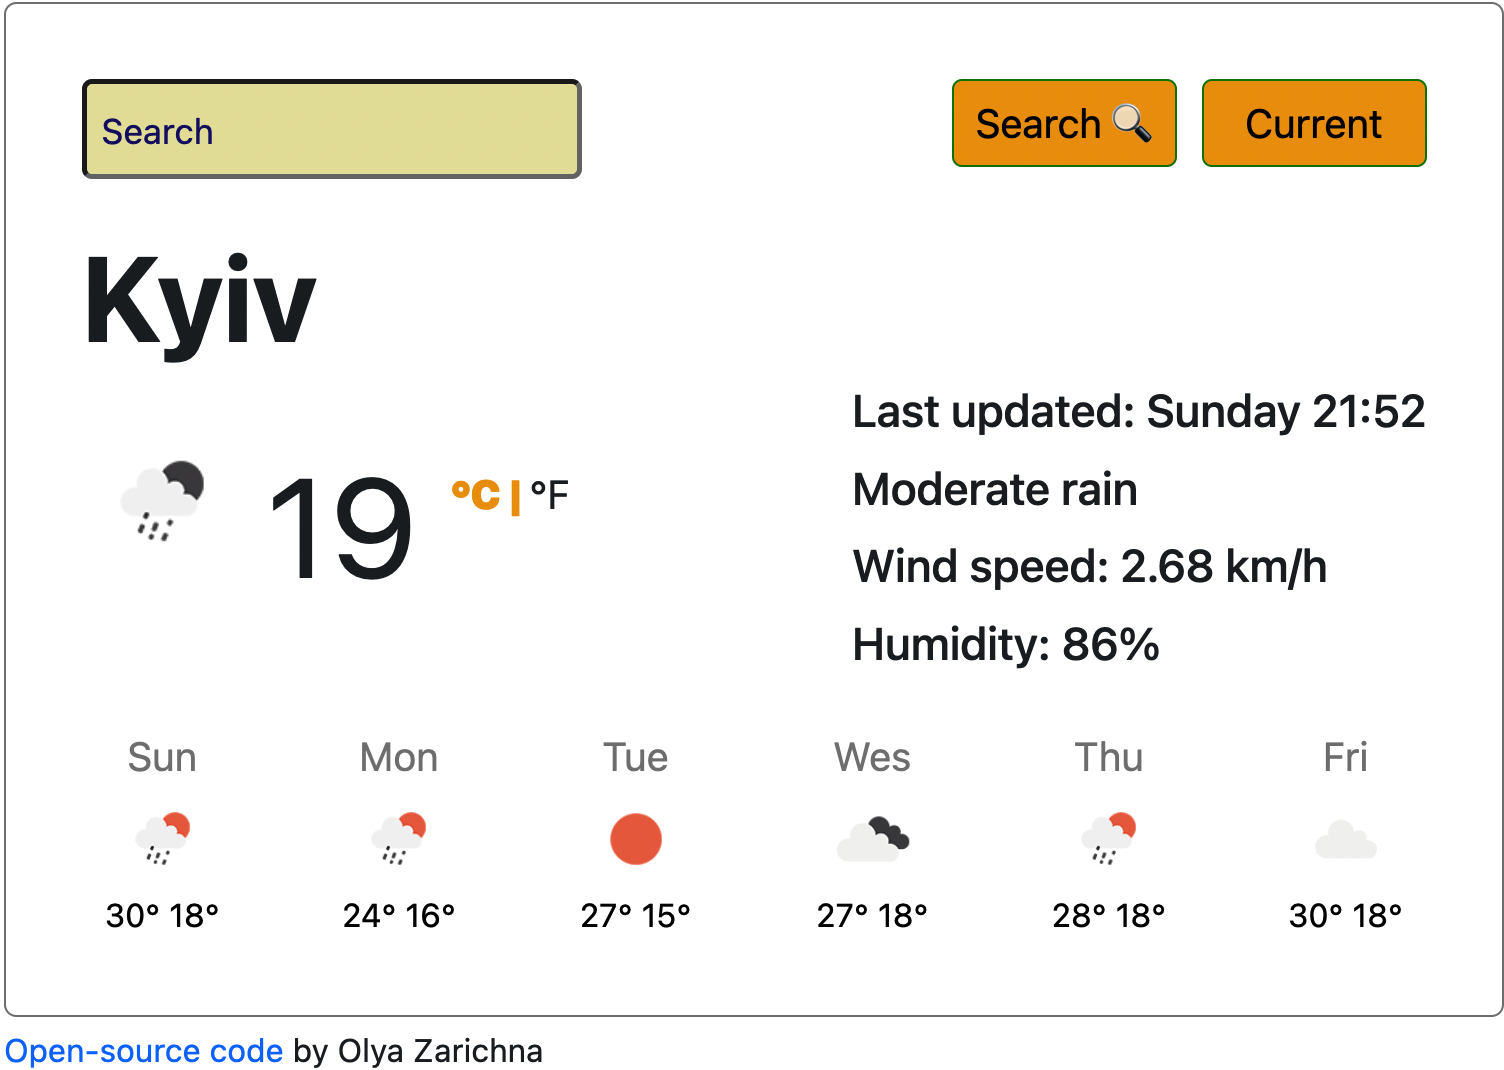 Search
Search 🔍 Current
Kyiv
Last updated: Sunday 21:52
19 °C | °F
Moderate rain
Wind speed: 2.68 km/h
Humidity: 86%
Sun Mon Tue Wes Thu Fri
30° 18° 24° 16° 27° 15° 27° 18° 28° 18° 30° 18°
Open-source code by Olya Zarichna